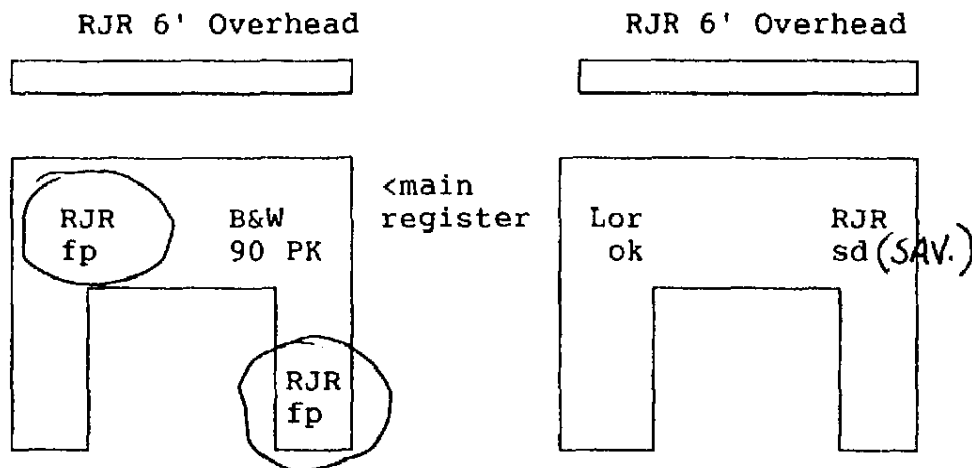 RJR 6' Overhead RJR 6' Overhead
<main
register
RJR B&W Lor RJR
fp 90 PK ok sd (SAV.)
RJR
fp